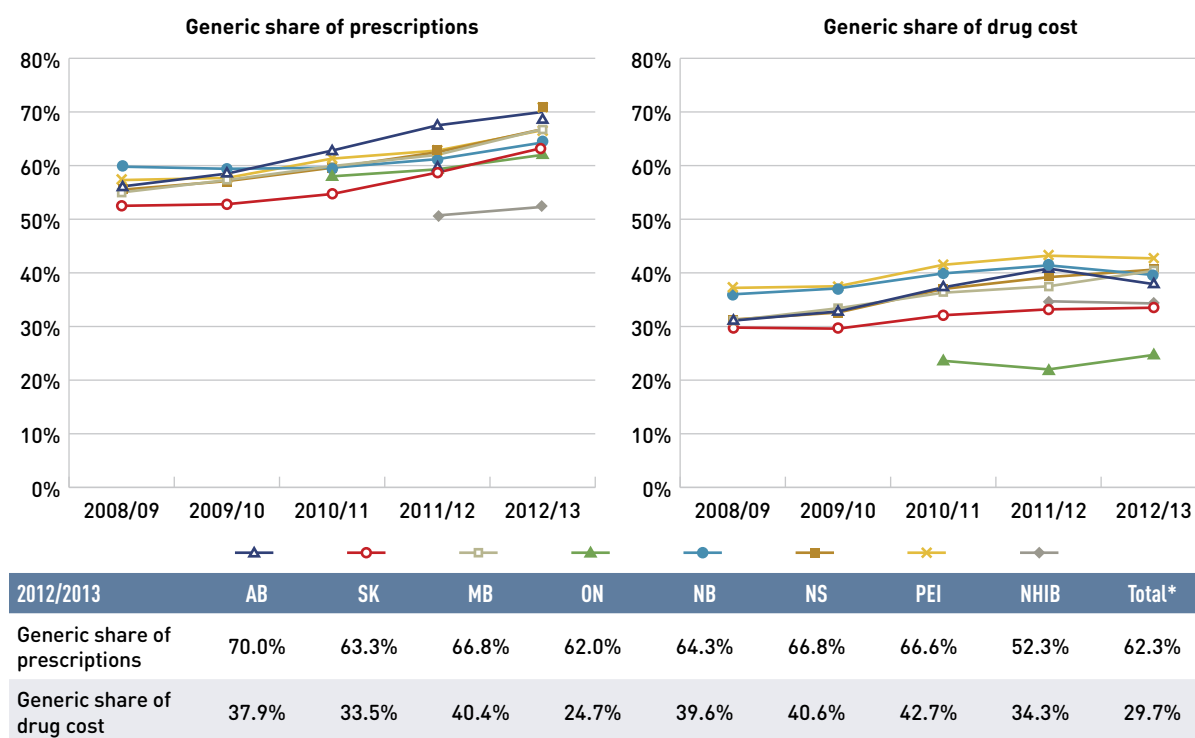 Generic share of prescriptions
80%
70%
60%
50%
40%
30%
20%
10%
0%
2008/09 2009/10 2010/11 2011/12 2012/13
Generic share of drug cost
80%
70%
60%
50%
40%
30%
20%
10%
0%
2008/09 2009/10 2010/11 2011/12 2012/13
2012/2013 AB SK MB ON NB NS PEI NHIB Total*
Generic share of
prescriptions 70.0% 63.3% 66.8% 62.0% 64.3% 66.8% 66.6% 52.3% 62.3%
Generic share of
drug cost 37.9% 33.5% 40.4% 24.7% 39.6% 40.6% 42.7% 34.3% 29.7%